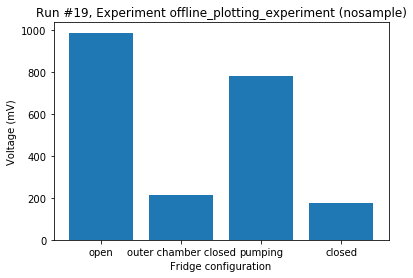 Run #19, Experiment offline_plotting_experiment (nosample)
1000
800
600
400
200
0
Voltage (mV)
open outer chamber closed pumping closed
Fridge configuration